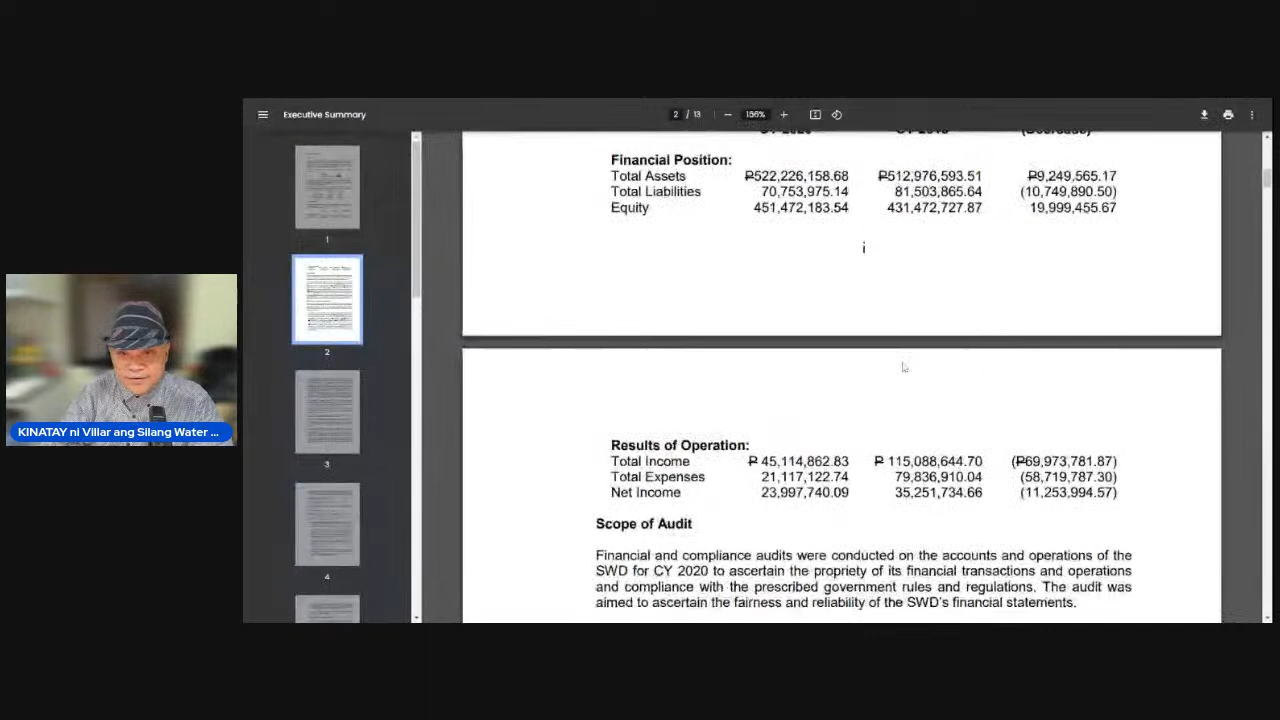 Executive Summary
2 / 13
156%
Financial Position:
Total Assets ₱522,226,158.68 ₱512,976,593.51 ₱9,249,565.17
Total Liabilities 70,753,975.14 81,503,865.64 (10,749,890.50)
Equity 451,472,183.54 431,472,727.87 19,999,455.67
i
Results of Operation:
Total Income ₱ 45,114,862.83 ₱ 115,088,644.70 (₱69,973,781.87)
Total Expenses 21,117,122.74 79,836,910.04 (58,719,787.30)
Net Income 23,997,740.09 35,251,734.66 (11,253,994.57)
Scope of Audit
Financial and compliance audits were conducted on the accounts and operations of the
SWD for CY 2020 to ascertain the propriety of its financial transactions and operations
and compliance with the prescribed government rules and regulations. The audit was
aimed to ascertain the fairness and reliability of the SWD's financial statements.
1
2
3
4
KINATAY ni Villar ang Silang Water ...